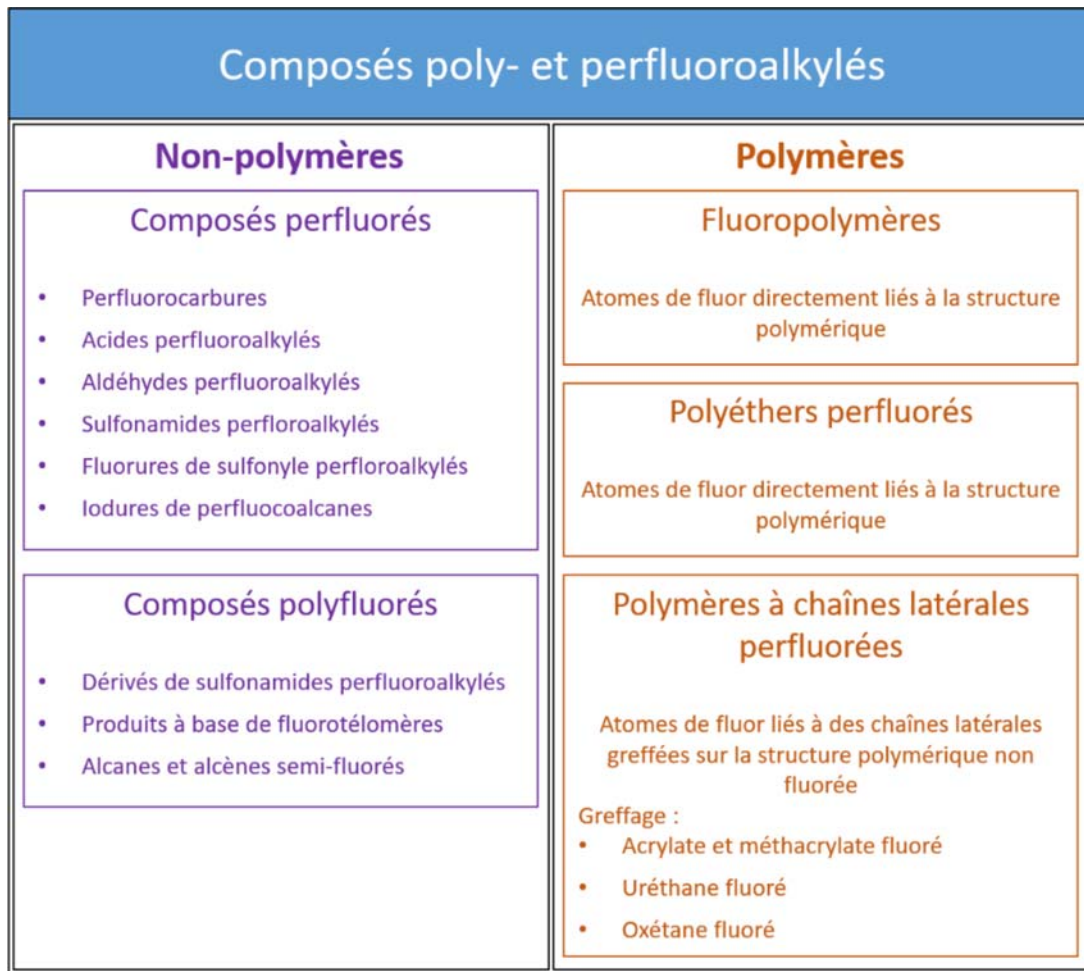 Composés poly- et perfluoroalkylés
Non-polymères
Composés perfluorés
• Perfluorocarbures
• Acides perfluoroalkylés
• Aldéhydes perfluoroalkylés
• Sulfonamides perfloroalkylés
• Fluorures de sulfonyle perfloroalkylés
• Iodures de perfluocoalcanes
Composés polyfluorés
• Dérivés de sulfonamides perfluoroalkylés
• Produits à base de fluorotélomères
• Alcanes et alcènes semi-fluorés
Polymères
Fluoropolymères
Atomes de fluor directement liés à la structure
polymérique
Polyéthers perfluorés
Atomes de fluor directement liés à la structure
polymérique
Polymères à chaînes latérales
perfluorées
Atomes de fluor liés à des chaînes latérales
greffées sur la structure polymérique non
fluorée
Greffage :
• Acrylate et méthacrylate fluoré
• Uréthane fluoré
• Oxétane fluoré